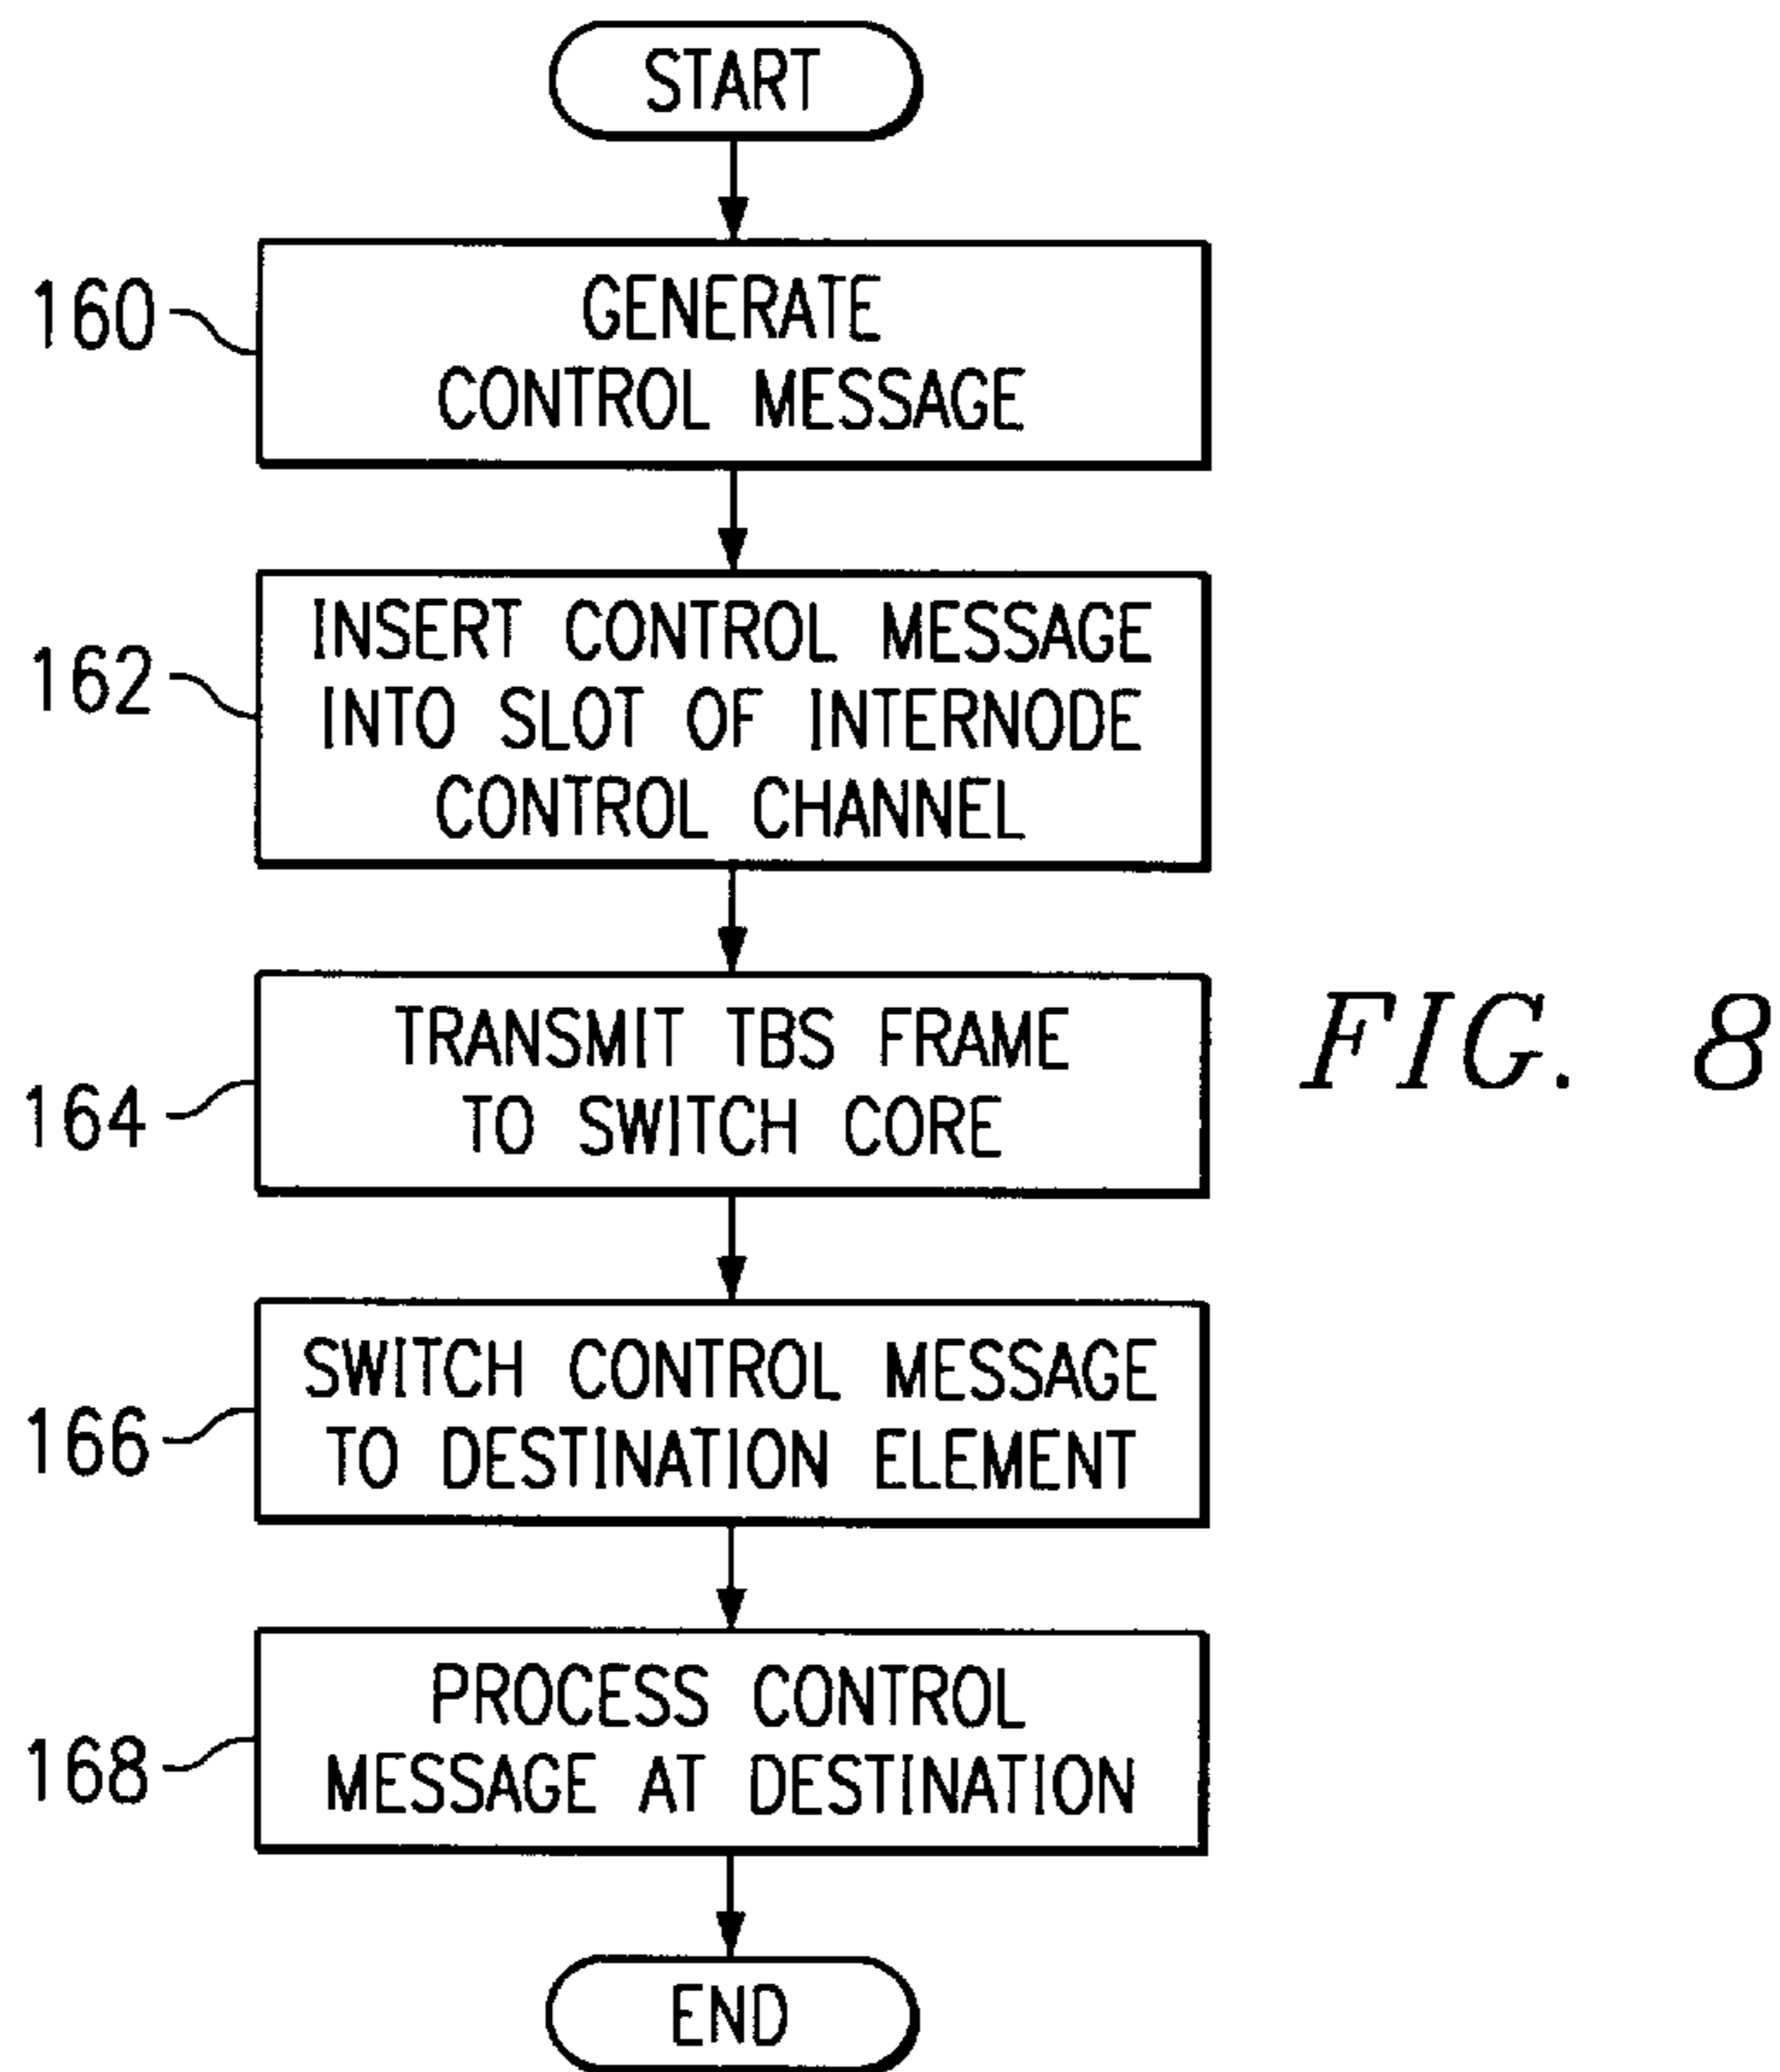 START
160
GENERATE
CONTROL MESSAGE
162
INSERT CONTROL MESSAGE
INTO SLOT OF INTERNODE
CONTROL CHANNEL
164
TRANSMIT TBS FRAME
TO SWITCH CORE
FIG. 8
166
SWITCH CONTROL MESSAGE
TO DESTINATION ELEMENT
168
PROCESS CONTROL
MESSAGE AT DESTINATION
END